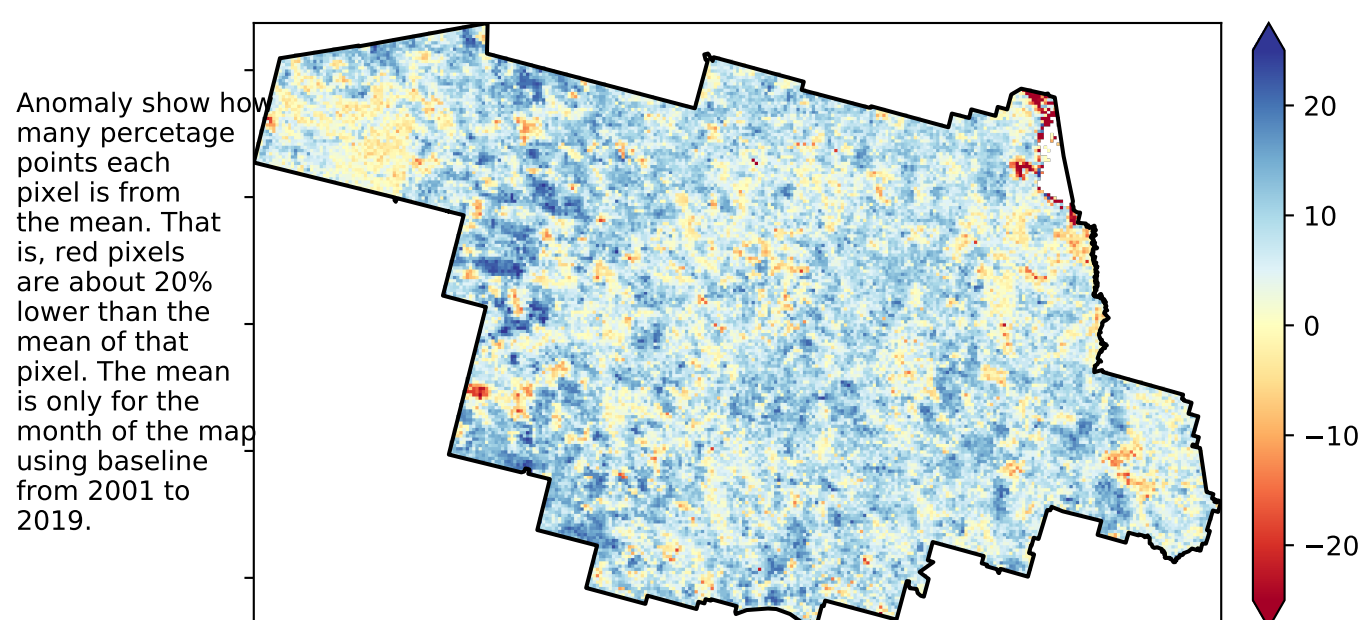 Anomaly show how
many percetage
points each
pixel is from
the mean. That
is, red pixels
are about 20%
lower than the
mean of that
pixel. The mean
is only for the
month of the map
using baseline
from 2001 to
2019.
20
10
0
−10
−20